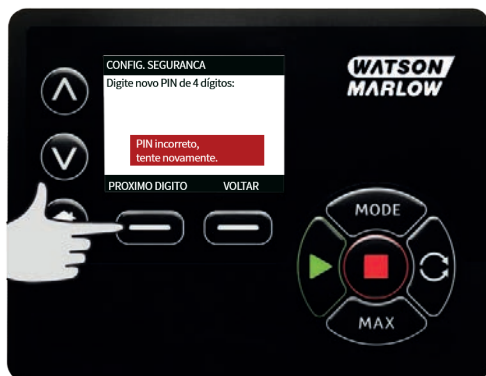 CONFIG. SEGURANCA
Digite novo PIN de 4 dígitos:
PIN incorreto,
tente novamente.
PROXIMO DIGITO VOLTAR
WATSON
MARLOW
MODE
MAX